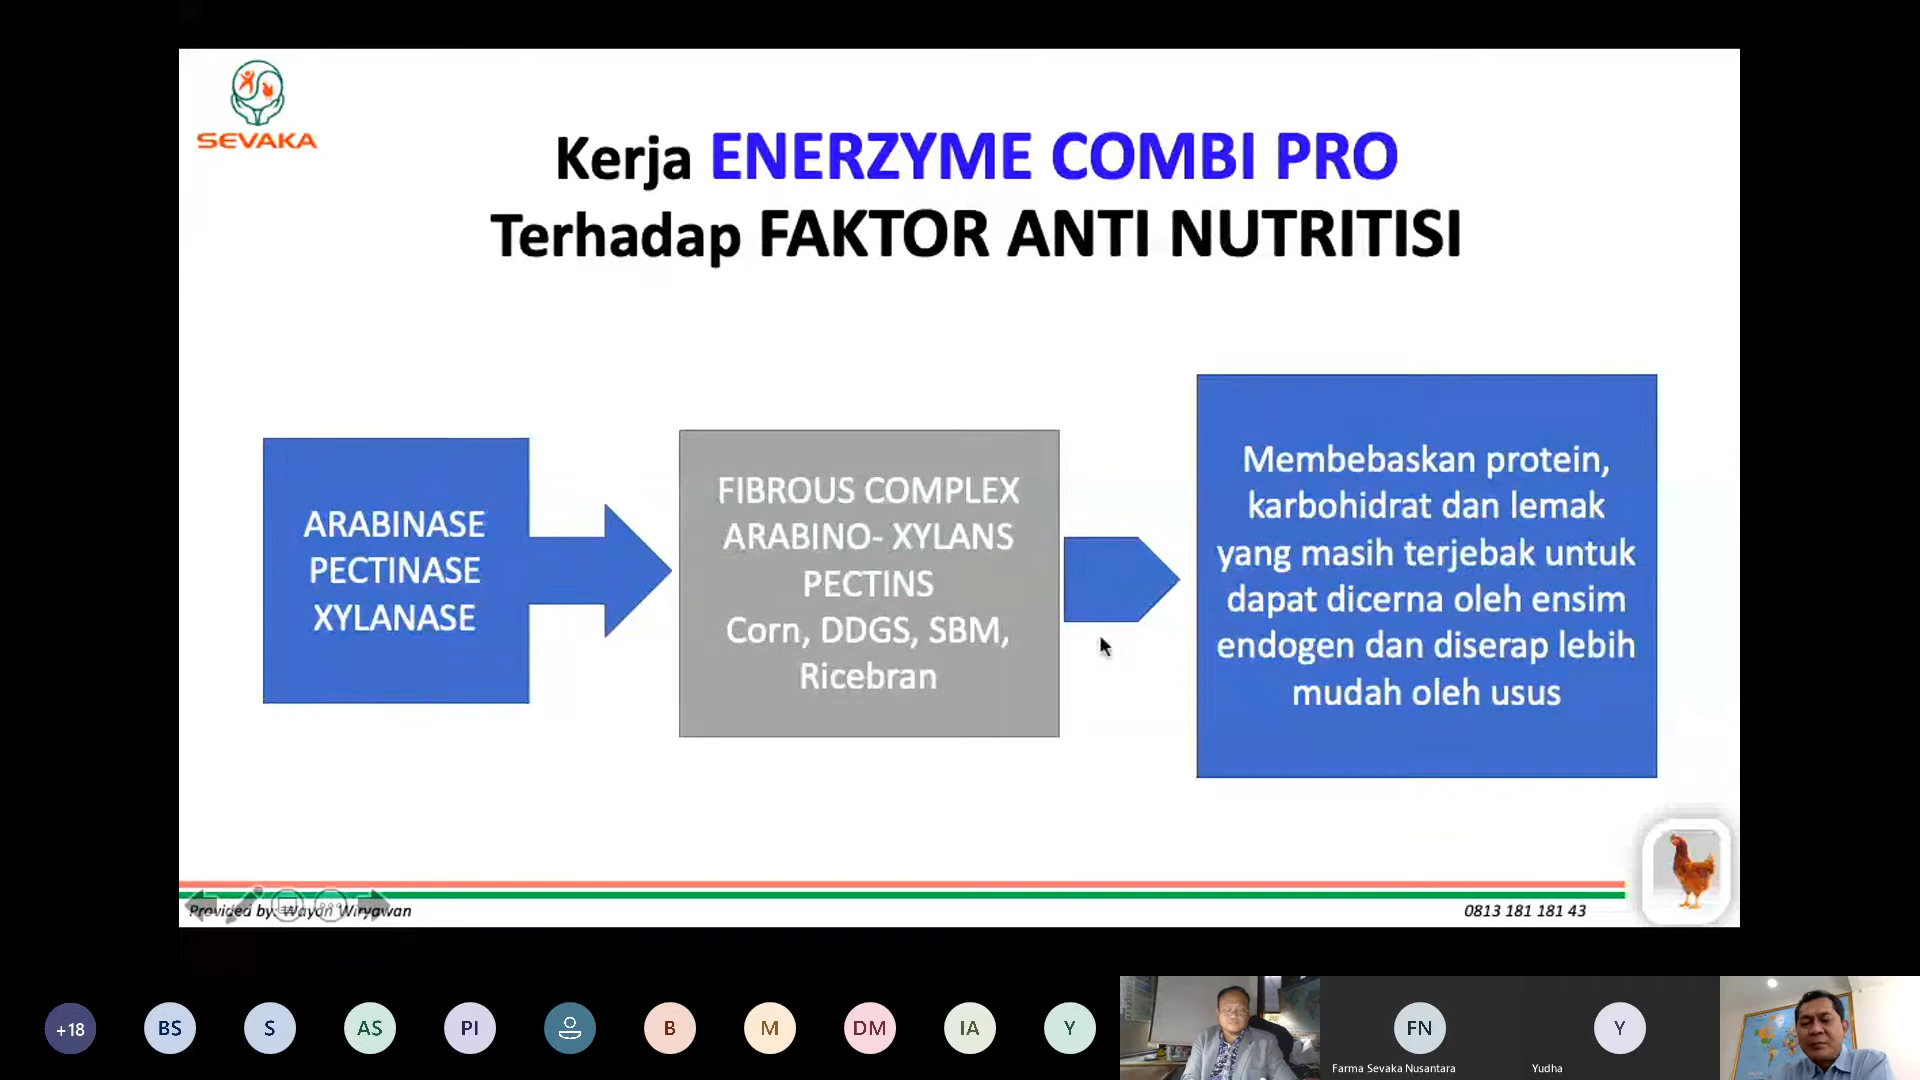 SEVAKA
Kerja ENERZYME COMBI PRO
Terhadap FAKTOR ANTI NUTRITISI
ARABINASE
PECTINASE
XYLANASE
FIBROUS COMPLEX
ARABINO- XYLANS
PECTINS
Corn, DDGS, SBM,
Ricebran
Membebaskan protein,
karbohidrat dan lemak
yang masih terjebak untuk
dapat dicerna oleh ensim
endogen dan diserap lebih
mudah oleh usus
Provided by: Wayan Wiryawan
0813 181 181 43
+18
BS
S
AS
PI
B
M
DM
IA
Y
FN
Farma Sevaka Nusantara
Y
Yudha